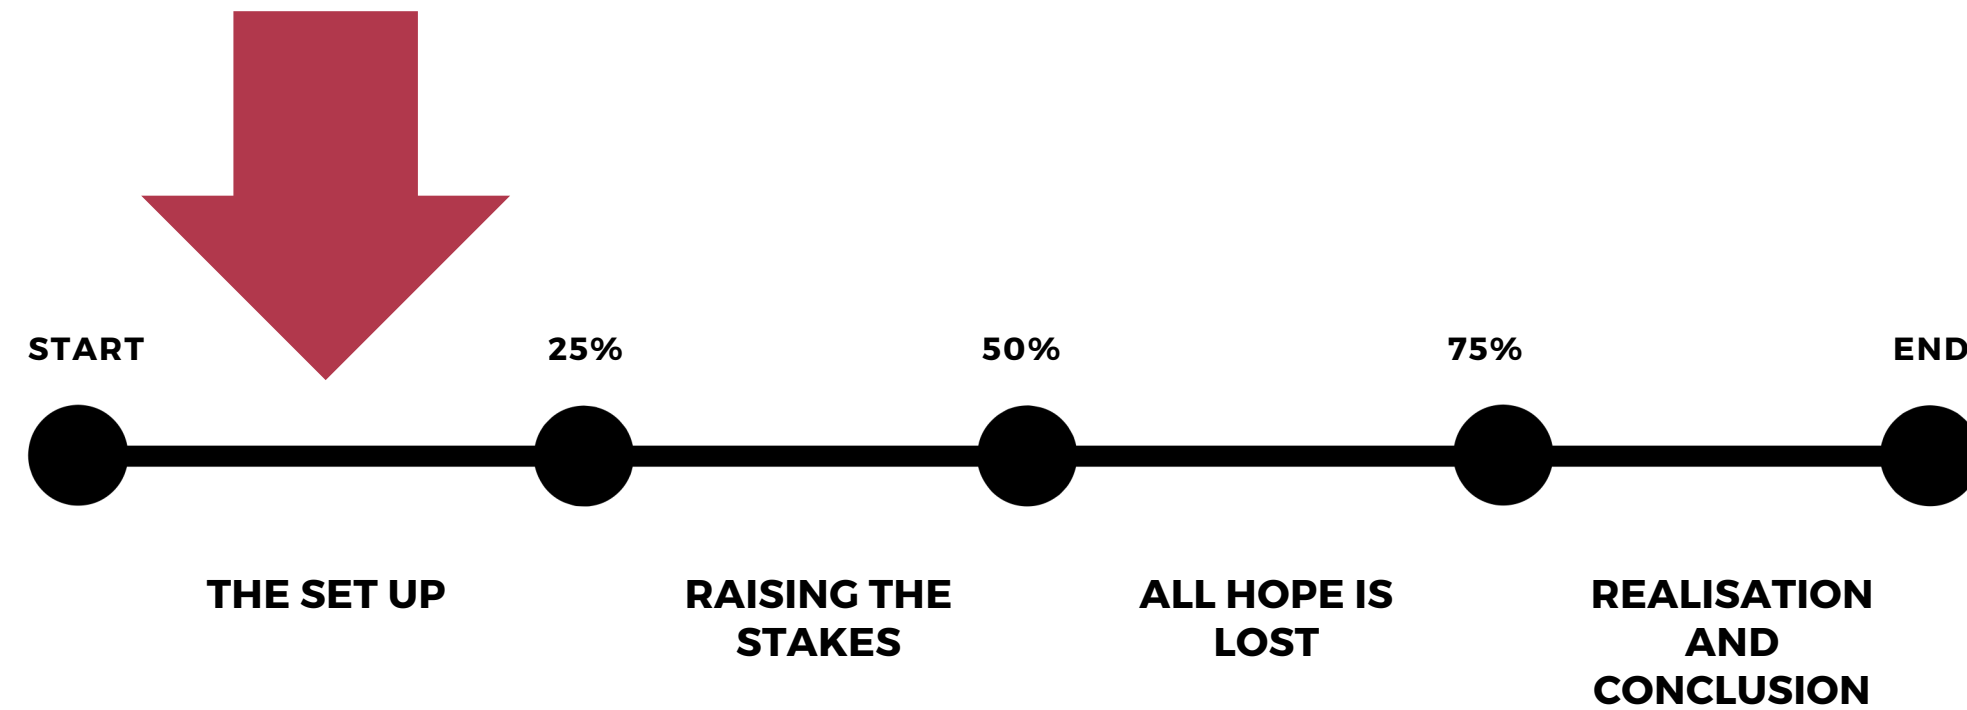 START
25%
50%
75%
END
THE SET UP
RAISING THE
STAKES
ALL HOPE IS
LOST
REALISATION
AND
CONCLUSION